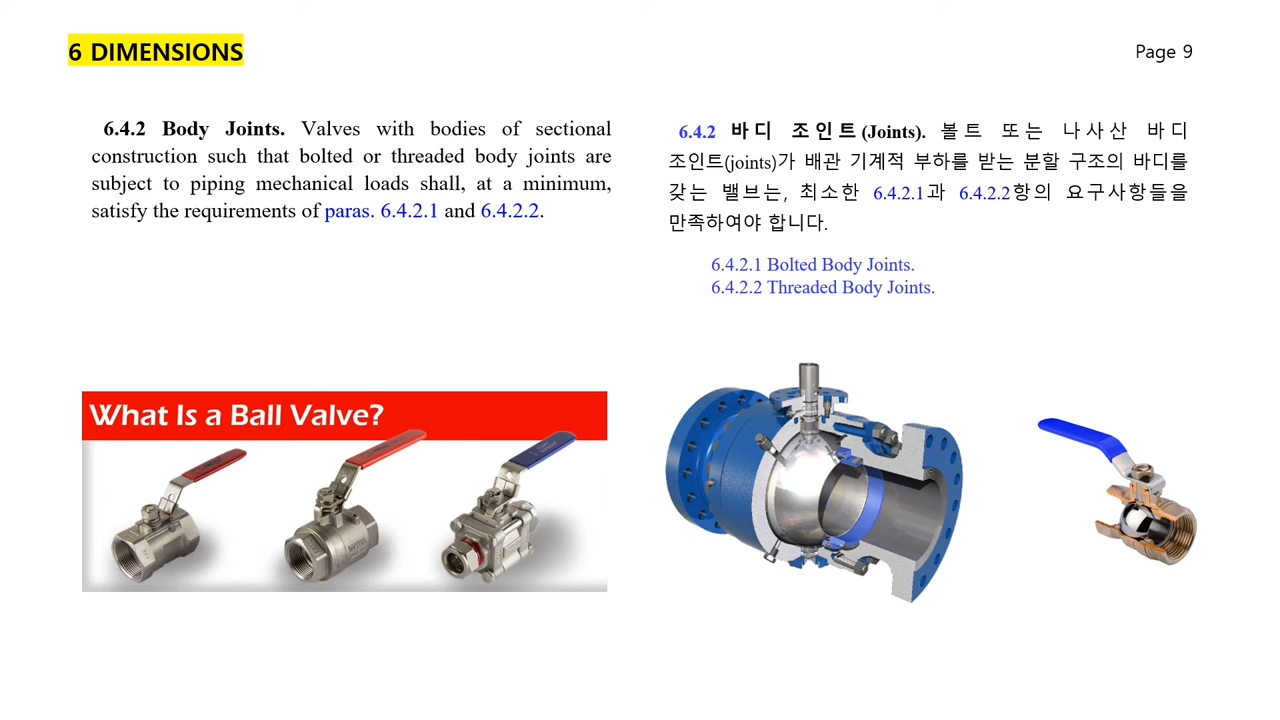 6 DIMENSIONS
Page 9
6.4.2 Body Joints. Valves with bodies of sectional
construction such that bolted or threaded body joints are
subject to piping mechanical loads shall, at a minimum,
satisfy the requirements of paras. 6.4.2.1 and 6.4.2.2.
6.4.2 바디 조인트(Joints). 볼트 또는 나사산 바디
조인트(joints)가 배관 기계적 부하를 받는 분할 구조의 바디를
갖는 밸브는, 최소한 6.4.2.1과 6.4.2.2항의 요구사항들을
만족하여야 합니다.
6.4.2.1 Bolted Body Joints.
6.4.2.2 Threaded Body Joints.
What Is a Ball Valve?